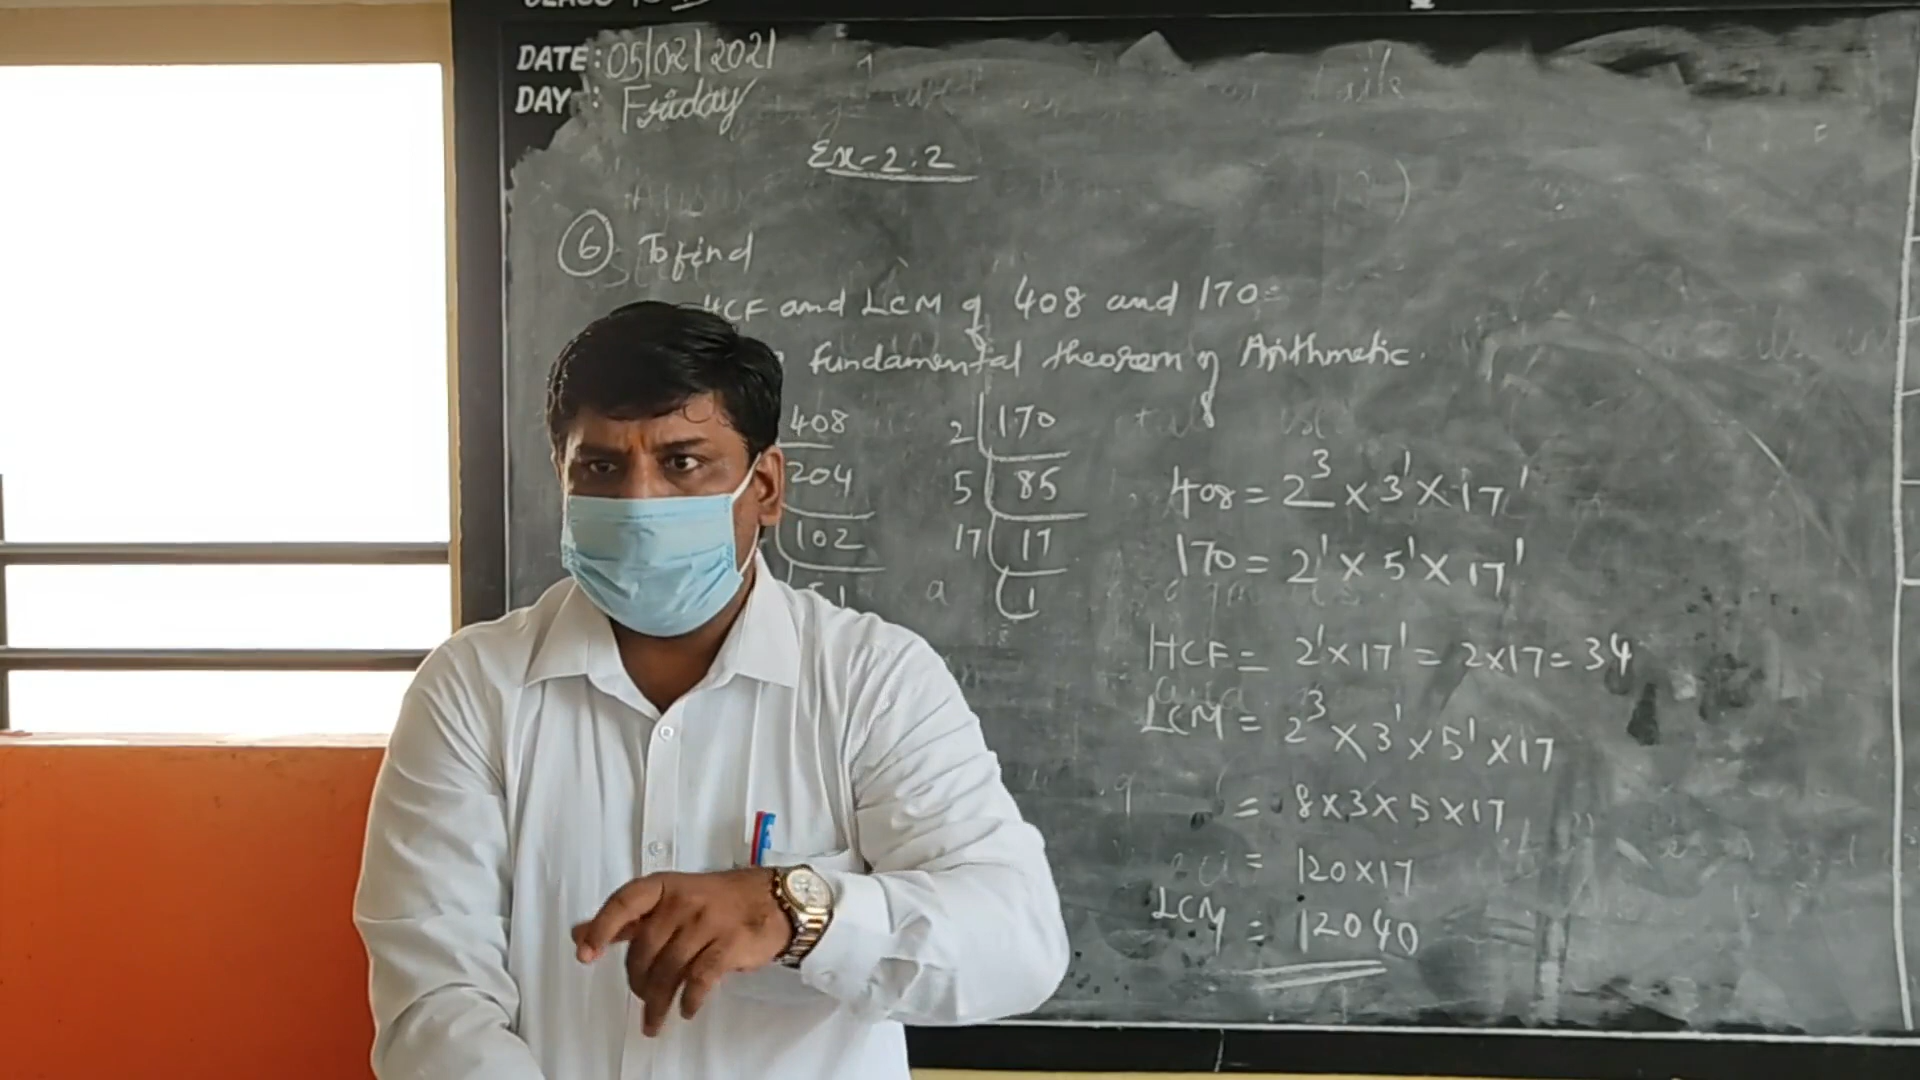 DATE: 05/02/2021
DAY : Friday
Ex-2.2
6 To find
HCF and LCM of 408 and 170
fundamental theorem of Arithmetic.
408
204
102
51
2 170
5 85
17 17
1
408 = 2³ × 3¹ × 17¹
170 = 2¹ × 5¹ × 17¹
HCF = 2¹×17¹ = 2×17 = 34
LCM = 2³ × 3¹ × 5¹ × 17
= 8×3×5×17
= 120×17
LCM = 12040